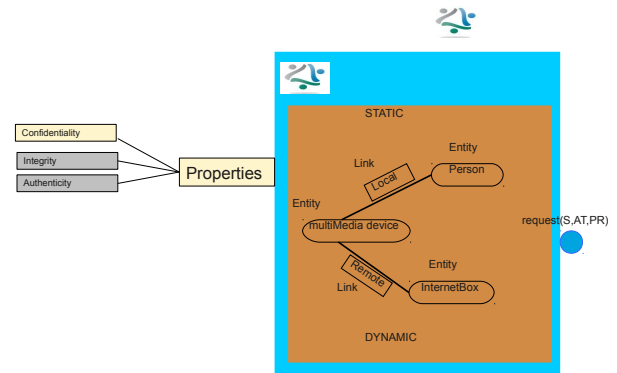 STATIC
Entity
Link
Person
Local
Confidentiality
Integrity
Authenticity
Properties
Entity
multiMedia device
request(S,AT,PR)
Entity
Remote
Link
InternetBox
DYNAMIC